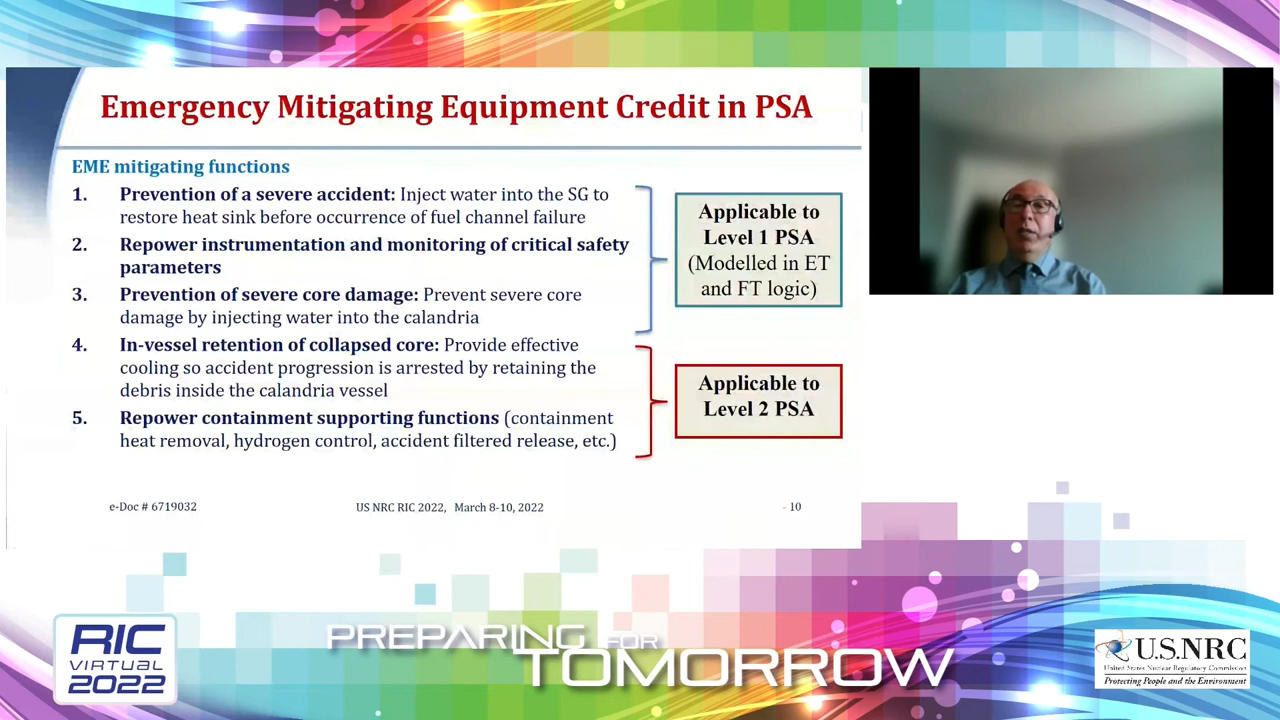 Emergency Mitigating Equipment Credit in PSA
EME mitigating functions
1. Prevention of a severe accident: Inject water into the SG to
restore heat sink before occurrence of fuel channel failure
2. Repower instrumentation and monitoring of critical safety
parameters
3. Prevention of severe core damage: Prevent severe core
damage by injecting water into the calandria
4. In-vessel retention of collapsed core: Provide effective
cooling so accident progression is arrested by retaining the
debris inside the calandria vessel
5. Repower containment supporting functions (containment
heat removal, hydrogen control, accident filtered release, etc.)
Applicable to
Level 1 PSA
(Modelled in ET
and FT logic)
Applicable to
Level 2 PSA
e-Doc # 6719032
US NRC RIC 2022, March 8-10, 2022
- 10
RIC
VIRTUAL
2022
PREPARING FOR
TOMORROW
U.S.NRC
United States Nuclear Regulatory Commission
Protecting People and the Environment